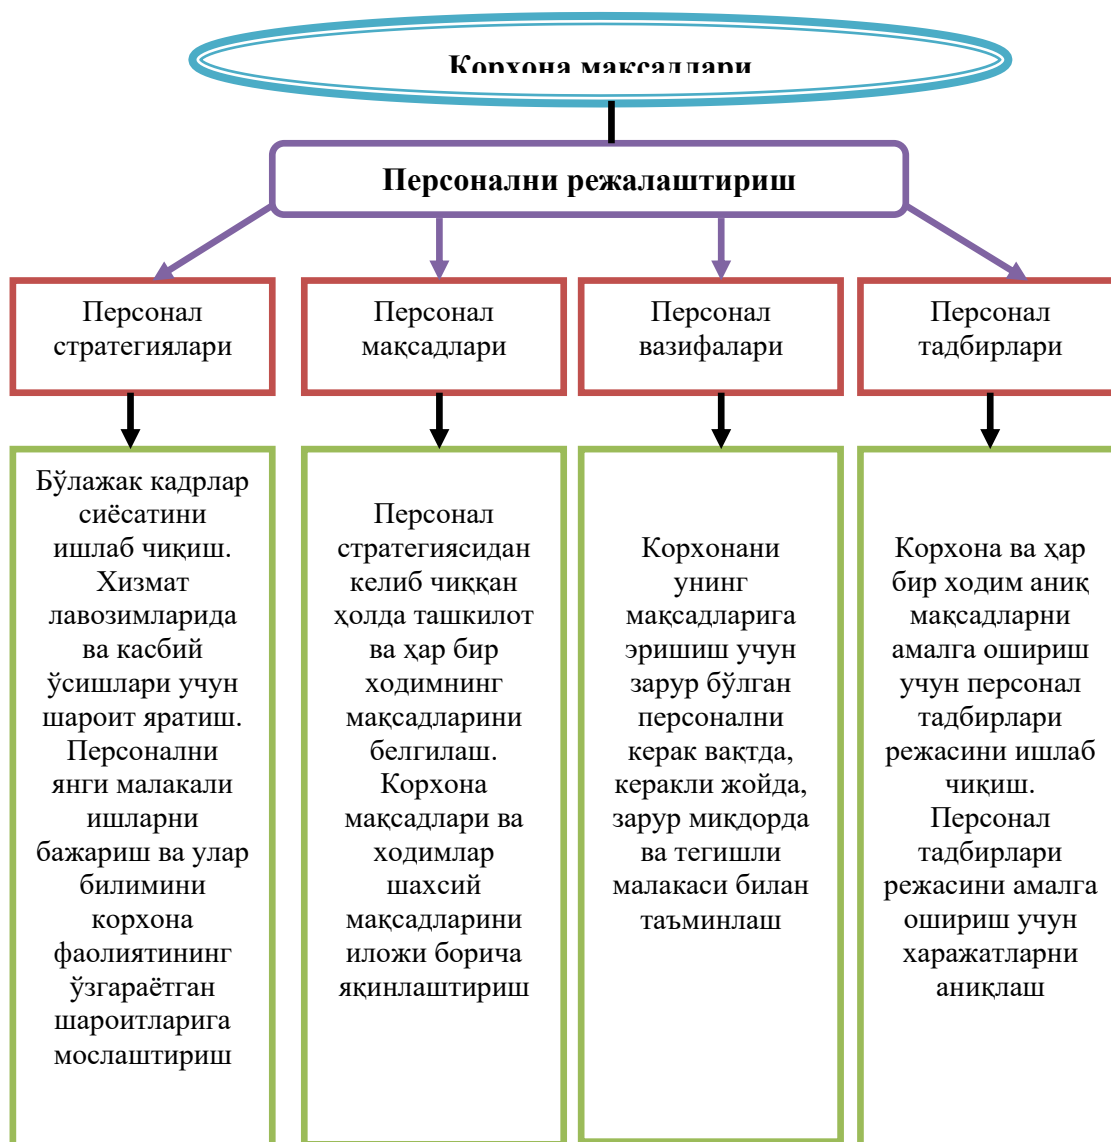 Корхона мақсадлари
Персонални режалаштириш
Персонал
стратегиялари
Персонал
мақсадлари
Персонал
вазифалари
Персонал
тадбирлари
Бўлажак кадрлар
сиёсатини
ишлаб чиқиш.
Хизмат
лавозимларида
ва касбий
ўсишлари учун
шароит яратиш.
Персонални
янги малакали
ишларни
бажариш ва улар
билимини
корхона
фаолиятининг
ўзгараётган
шароитларига
мослаштириш
Персонал
стратегиясидан
келиб чиққан
ҳолда ташкилот
ва ҳар бир
ходимнинг
мақсадларини
белгилаш.
Корхона
мақсадлари ва
ходимлар
шахсий
мақсадларини
иложи борича
яқинлаштириш
Корхонани
унинг
мақсадларига
эришиш учун
зарур бўлган
персонални
керак вақтда,
керакли жойда,
зарур миқдорда
ва тегишли
малакаси билан
таъминлаш
Корхона ва ҳар
бир ходим аниқ
мақсадларни
амалга ошириш
учун персонал
тадбирлари
режасини ишлаб
чиқиш.
Персонал
тадбирлари
режасини амалга
ошириш учун
харажатларни
аниқлаш